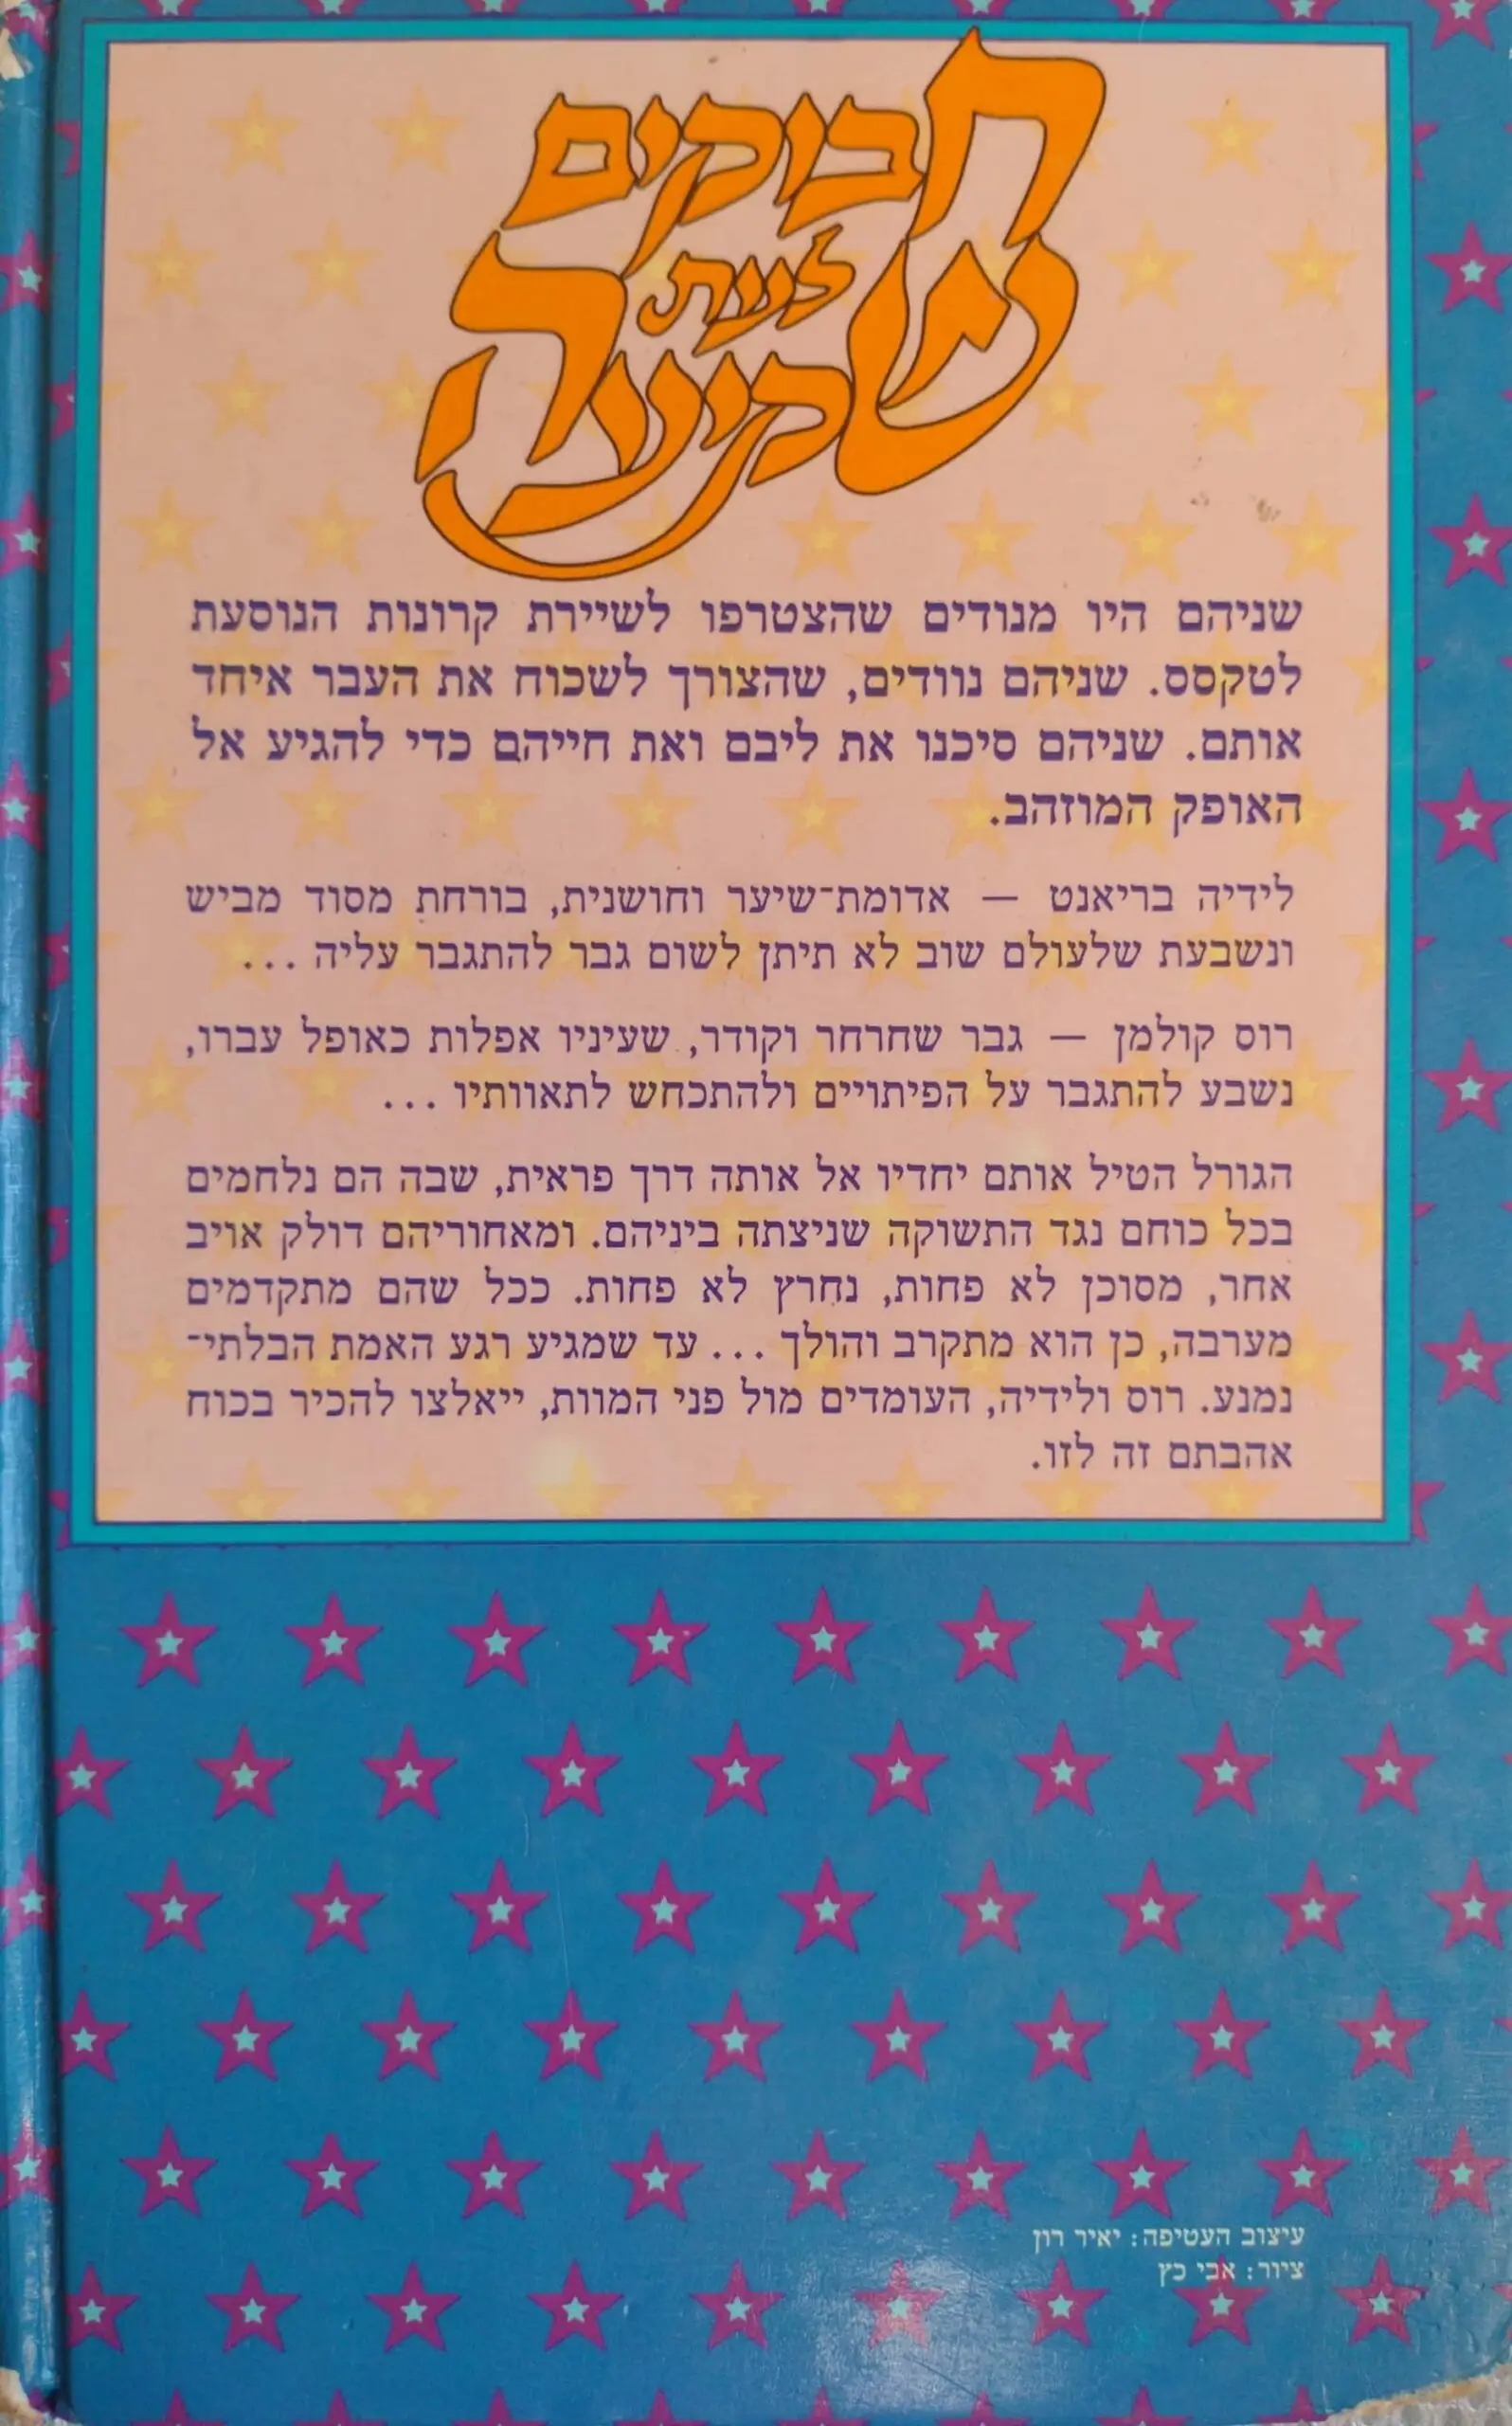 חבוקים
לעת
שקיעה
שניהם היו מנודים שהצטרפו לשיירת קרונות הנוסעת
לטקסס. שניהם נוודים, שהצורך לשכוח את העבר איחד
אותם. שניהם סיכנו את ליבם ואת חייהם כדי להגיע אל
האופק המוזהב.
לידיה בריאנט — אדומת־שיער וחושנית, בורחת מסוד מביש
ונשבעת שלעולם שוב לא תיתן לשום גבר להתגבר עליה ...
רוס קולמן — גבר שחרחר וקודר, שעיניו אפלות כאופל עברו,
נשבע להתגבר על הפיתויים ולהתכחש לתאוותיו ...
הגורל הטיל אותם יחדיו אל אותה דרך פראית, שבה הם נלחמים
בכל כוחם נגד התשוקה שניצתה ביניהם. ומאחוריהם דולק אויב
אחר, מסוכן לא פחות, נחרץ לא פחות. ככל שהם מתקדמים
מערבה, כן הוא מתקרב והולך ... עד שמגיע רגע האמת הבלתי־
נמנע. רוס ולידיה, העומדים מול פני המוות, ייאלצו להכיר בכוח
אהבתם זה לזו.
עיצוב העטיפה: יאיר רון
ציור: אבי כץ